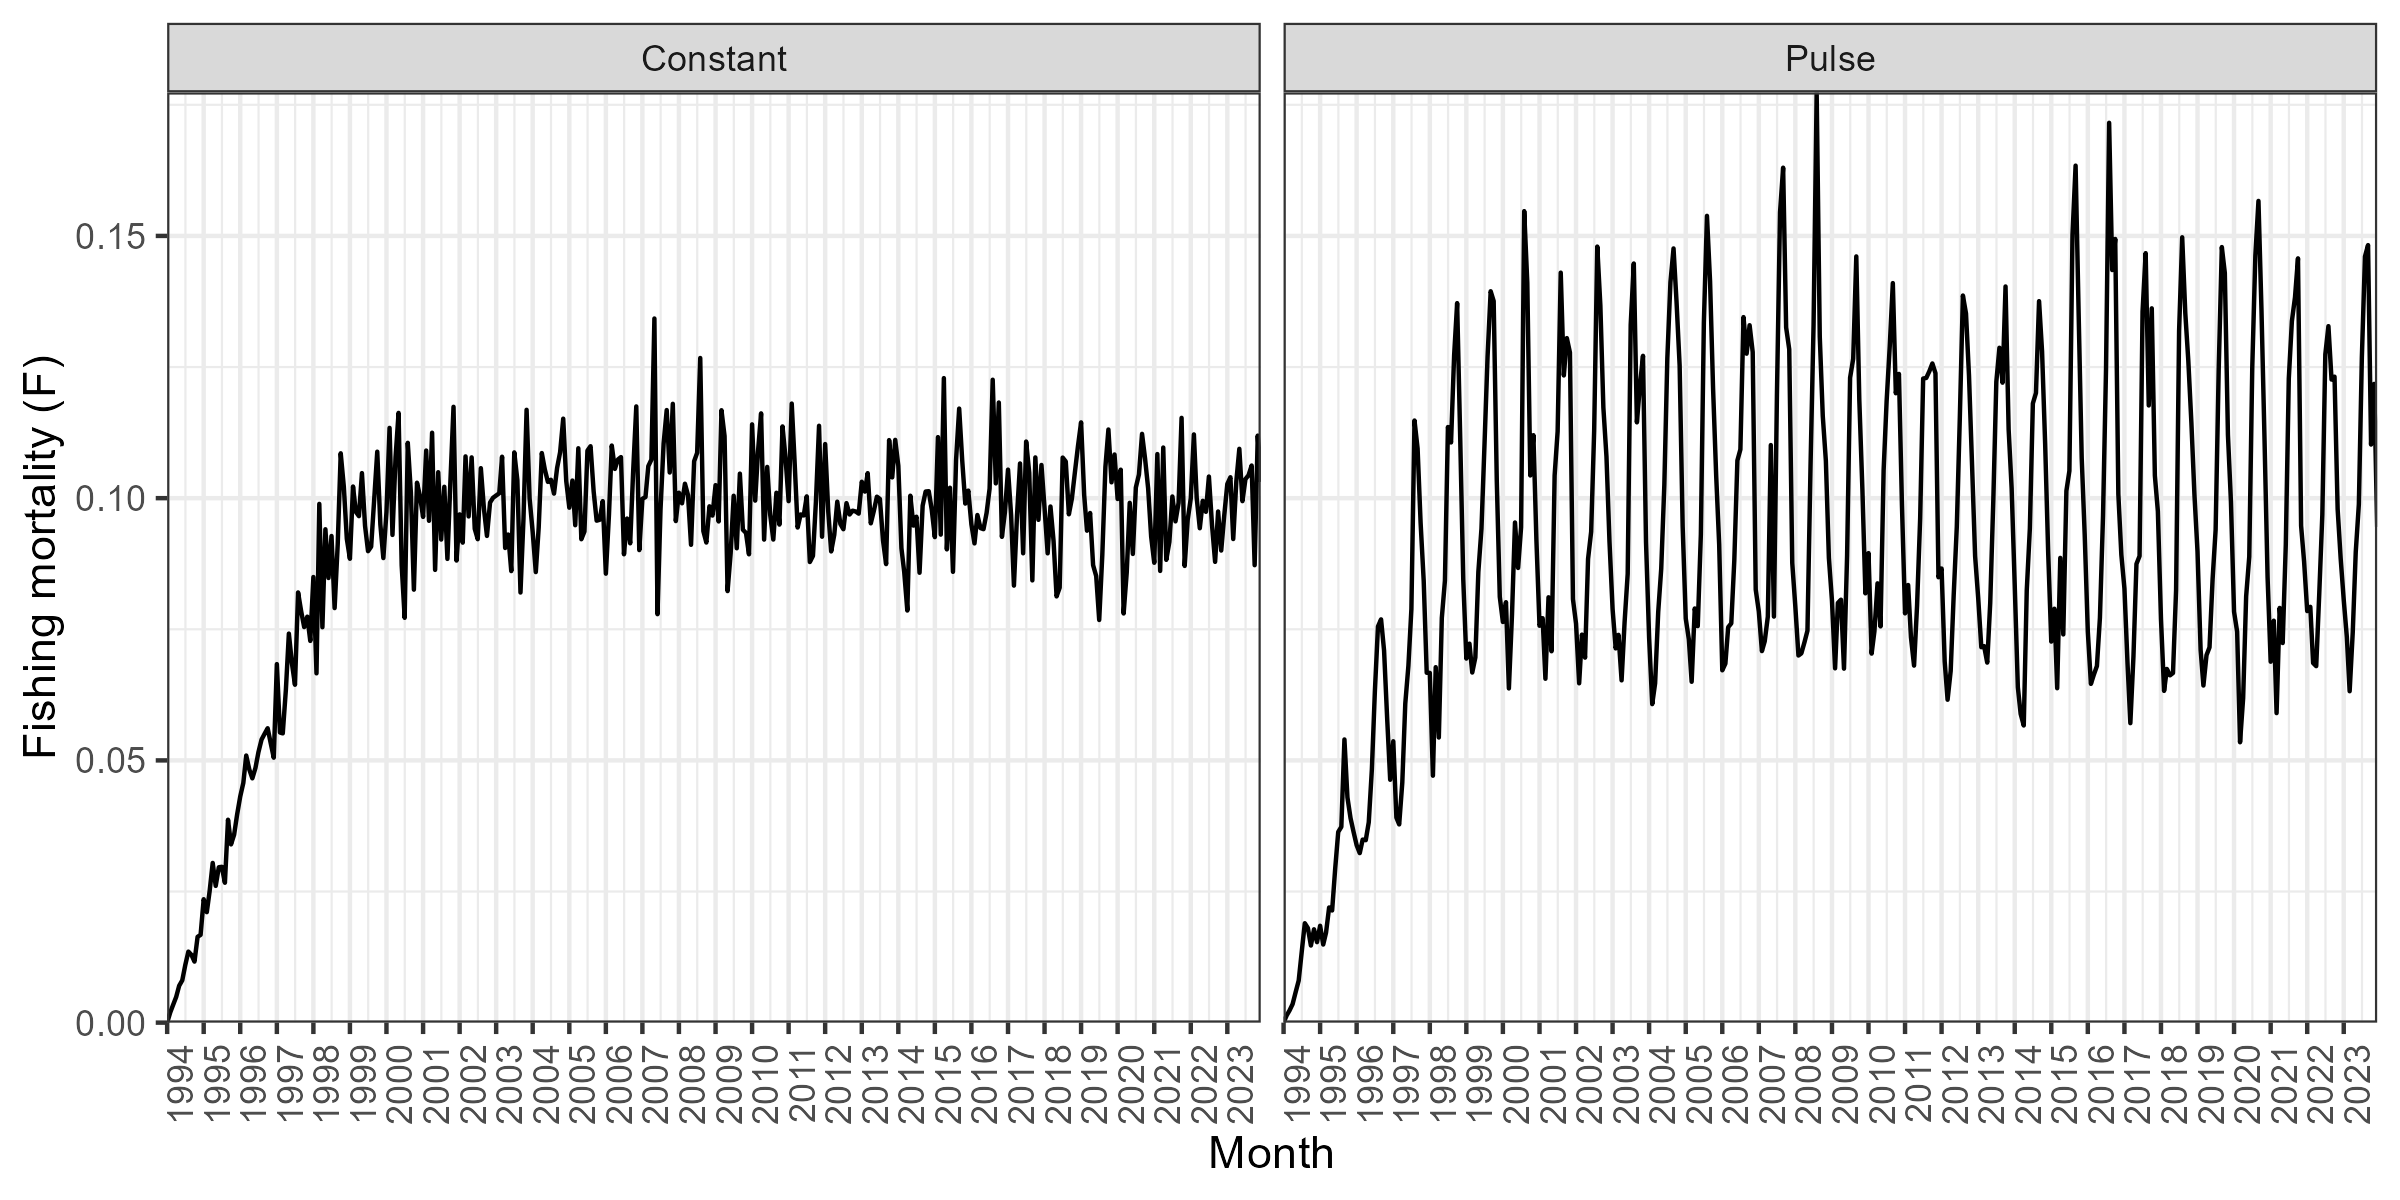 Constant Pulse
Fishing mortality (F)
0.15
0.10
0.05
0.00
1994 1995 1996 1997 1998 1999 2000 2001 2002 2003 2004 2005 2006 2007 2008 2009 2010 2011 2012 2013 2014 2015 2016 2017 2018 2019 2020 2021 2022 2023
1994 1995 1996 1997 1998 1999 2000 2001 2002 2003 2004 2005 2006 2007 2008 2009 2010 2011 2012 2013 2014 2015 2016 2017 2018 2019 2020 2021 2022 2023
Month